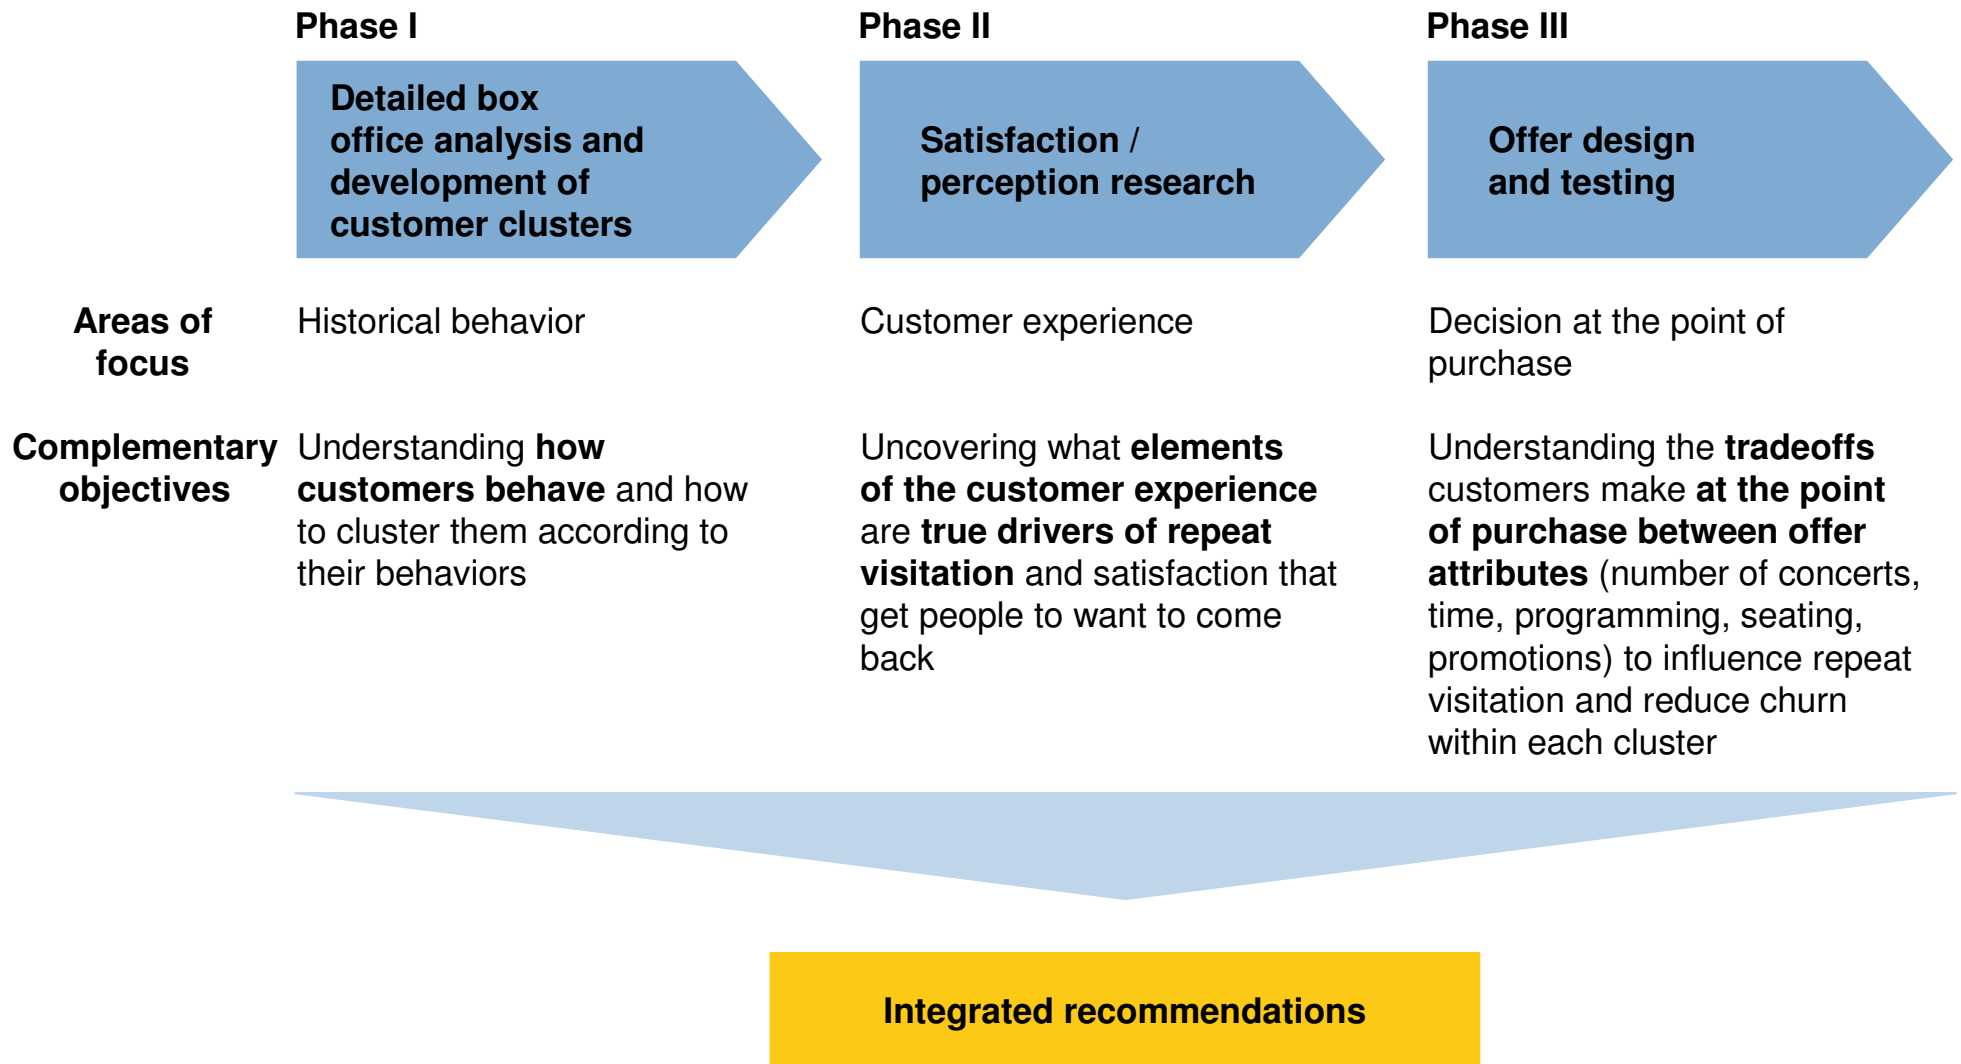 Phase I
Phase II
Phase III
Detailed box
office analysis and
development of
customer clusters
Satisfaction /
perception research
Offer design
and testing
Areas of
focus
Historical behavior
Customer experience
Decision at the point of
purchase
Complementary
objectives
Understanding how
customers behave and how
to cluster them according to
their behaviors
Uncovering what elements
of the customer experience
are true drivers of repeat
visitation and satisfaction that
get people to want to come
back
Understanding the tradeoffs
customers make at the point
of purchase between offer
attributes (number of concerts,
time, programming, seating,
promotions) to influence repeat
visitation and reduce churn
within each cluster
Integrated recommendations